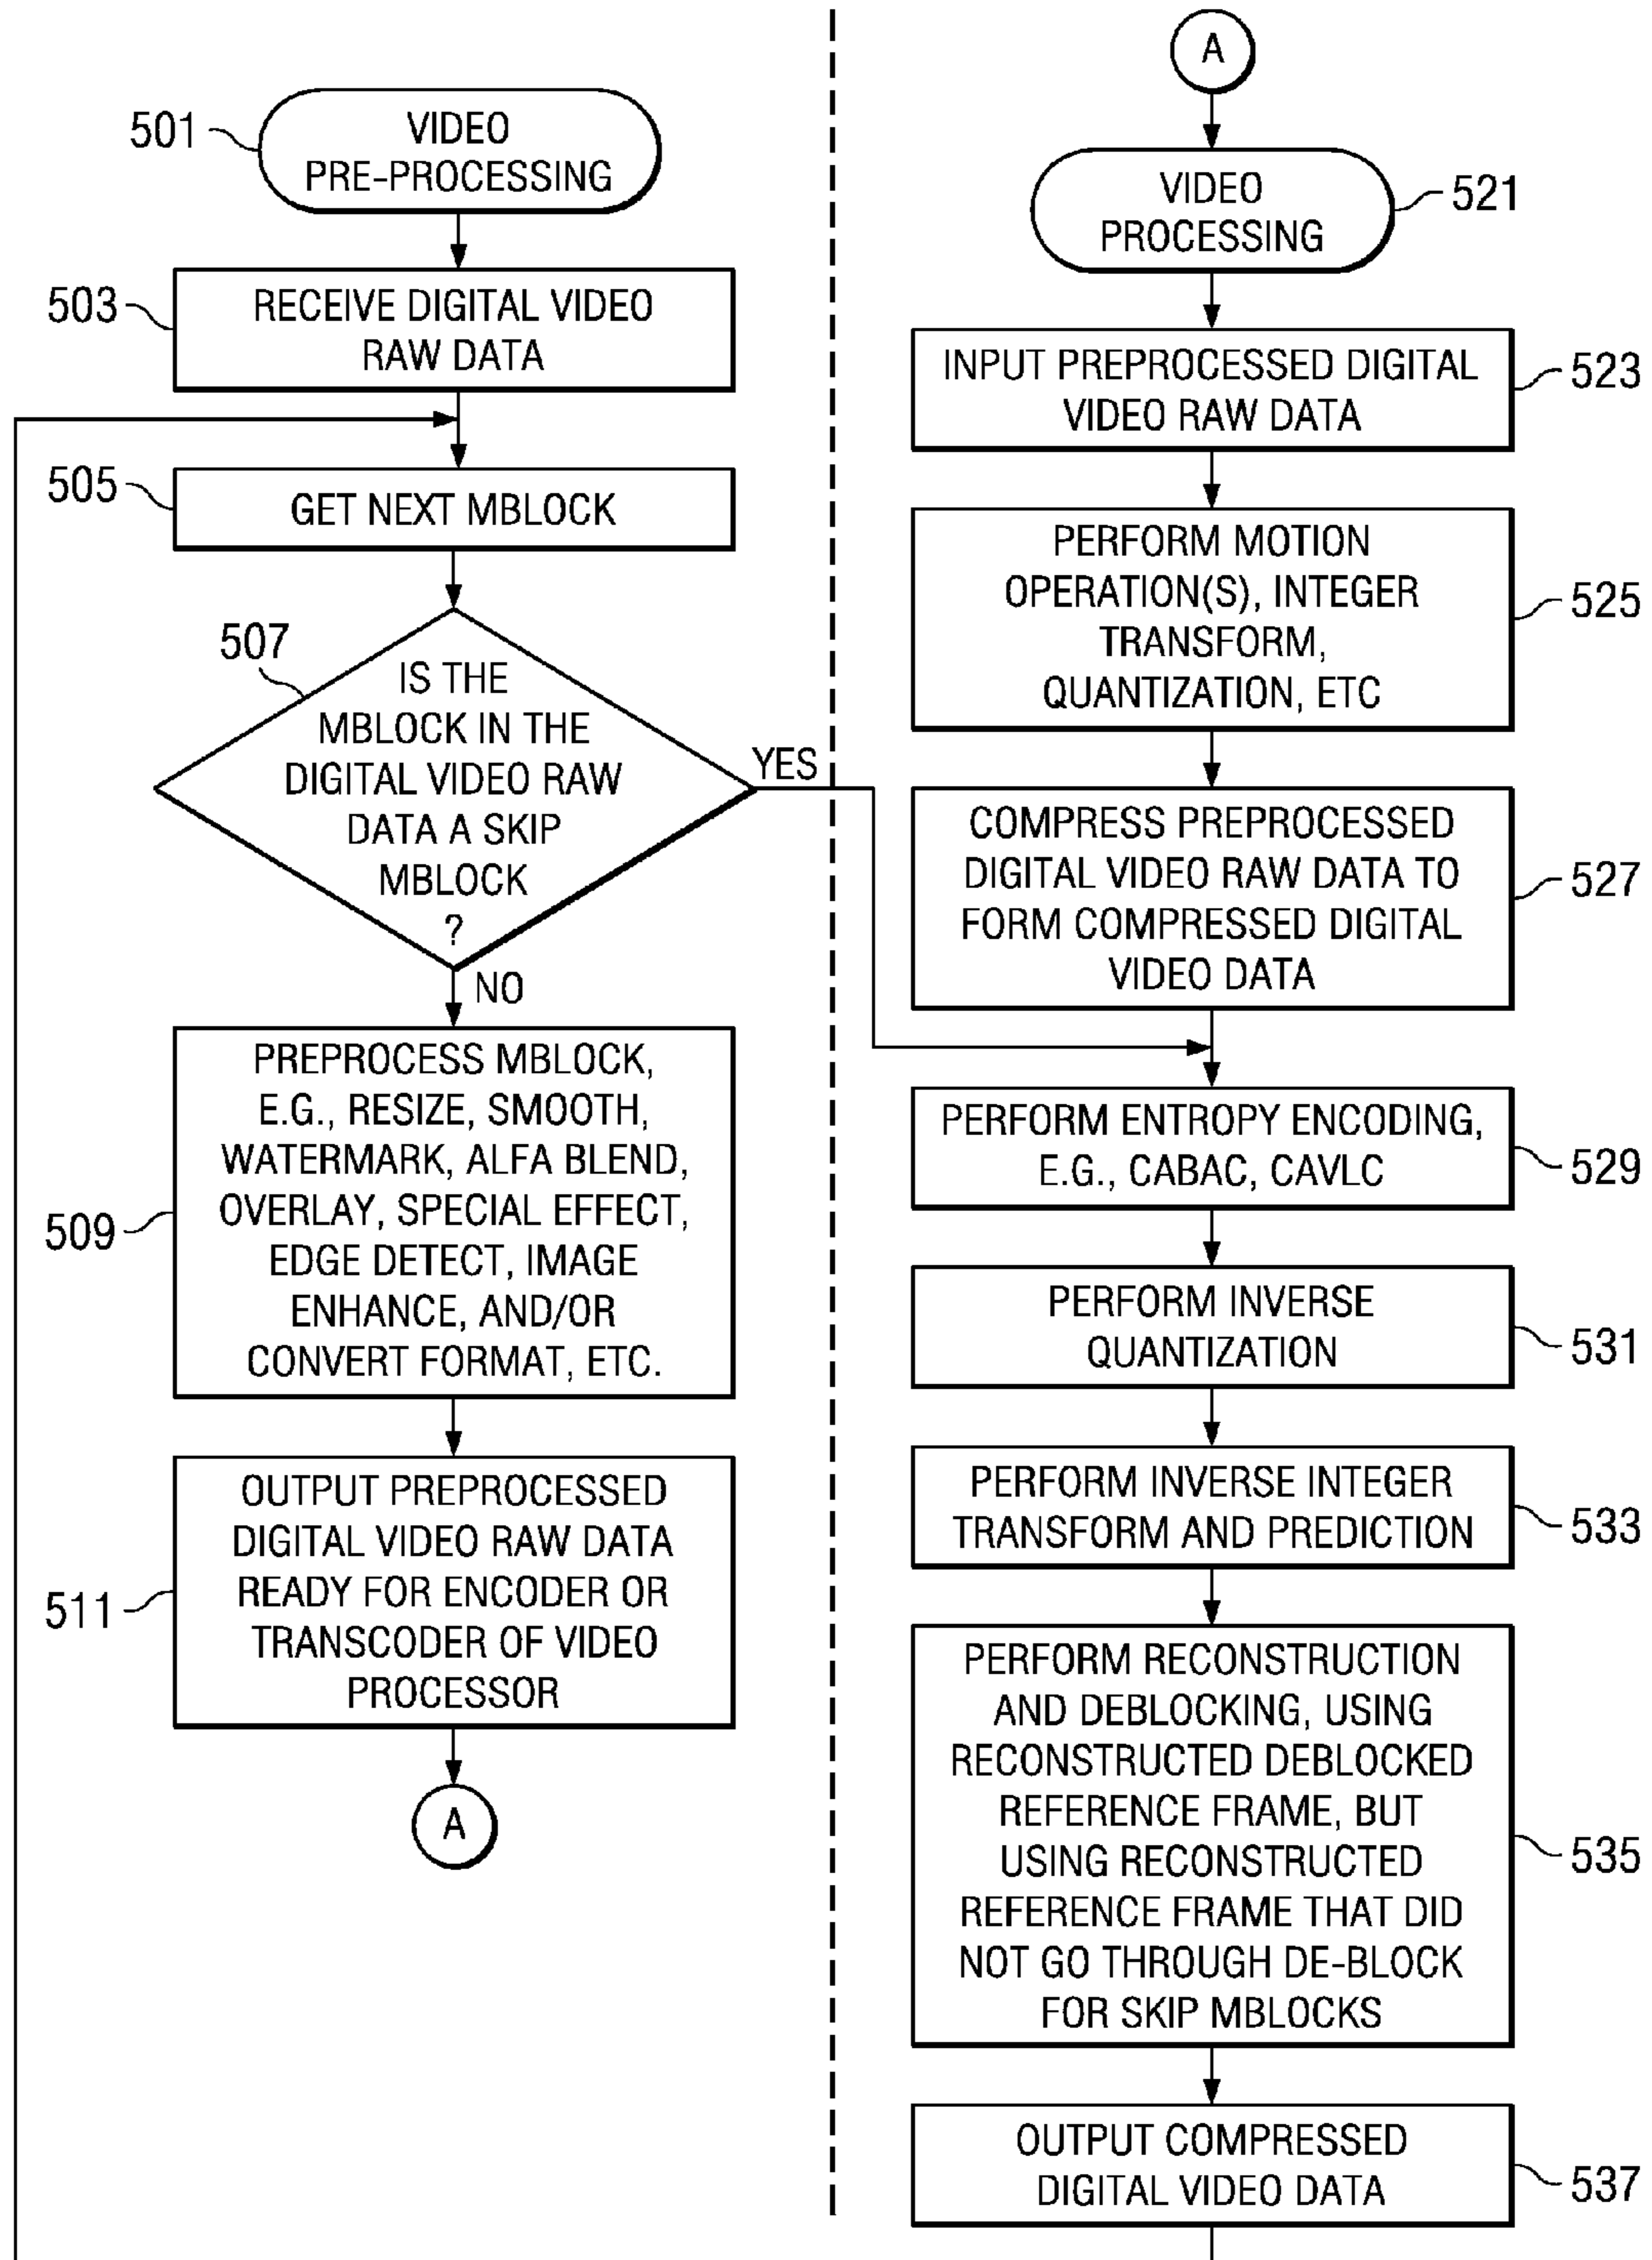 501
VIDEO
PRE-PROCESSING
503
RECEIVE DIGITAL VIDEO
RAW DATA
505
GET NEXT MBLOCK
507
IS THE
MBLOCK IN THE
DIGITAL VIDEO RAW
DATA A SKIP
MBLOCK
?
YES
NO
509
PREPROCESS MBLOCK,
E.G., RESIZE, SMOOTH,
WATERMARK, ALFA BLEND,
OVERLAY, SPECIAL EFFECT,
EDGE DETECT, IMAGE
ENHANCE, AND/OR
CONVERT FORMAT, ETC.
511
OUTPUT PREPROCESSED
DIGITAL VIDEO RAW DATA
READY FOR ENCODER OR
TRANSCODER OF VIDEO
PROCESSOR
A
A
VIDEO
PROCESSING
521
INPUT PREPROCESSED DIGITAL
VIDEO RAW DATA
523
PERFORM MOTION
OPERATION(S), INTEGER
TRANSFORM,
QUANTIZATION, ETC
525
COMPRESS PREPROCESSED
DIGITAL VIDEO RAW DATA TO
FORM COMPRESSED DIGITAL
VIDEO DATA
527
PERFORM ENTROPY ENCODING,
E.G., CABAC, CAVLC
529
PERFORM INVERSE
QUANTIZATION
531
PERFORM INVERSE INTEGER
TRANSFORM AND PREDICTION
533
PERFORM RECONSTRUCTION
AND DEBLOCKING, USING
RECONSTRUCTED DEBLOCKED
REFERENCE FRAME, BUT
USING RECONSTRUCTED
REFERENCE FRAME THAT DID
NOT GO THROUGH DE-BLOCK
FOR SKIP MBLOCKS
535
OUTPUT COMPRESSED
DIGITAL VIDEO DATA
537